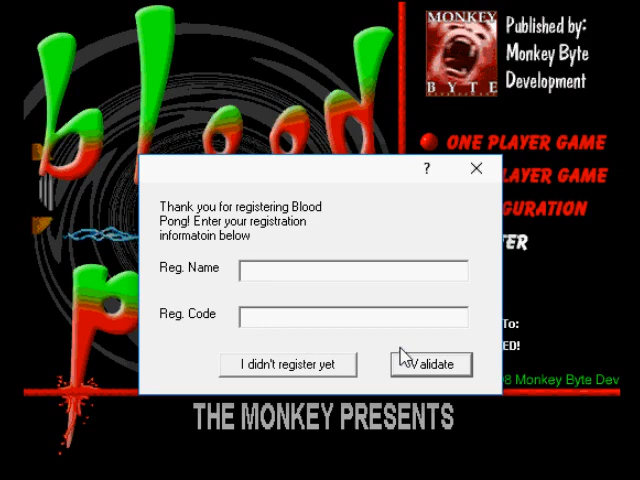 blood
p
MONKEY
BYTE
Published by:
Monkey Byte
Development
ONE PLAYER GAME
LAYER GAME
GURATION
TER
?
Thank you for registering Blood
Pong! Enter your registration
informatoin below
Reg. Name
Reg. Code
I didn't register yet
Validate
To:
ED!
8 Monkey Byte Dev
THE MONKEY PRESENTS